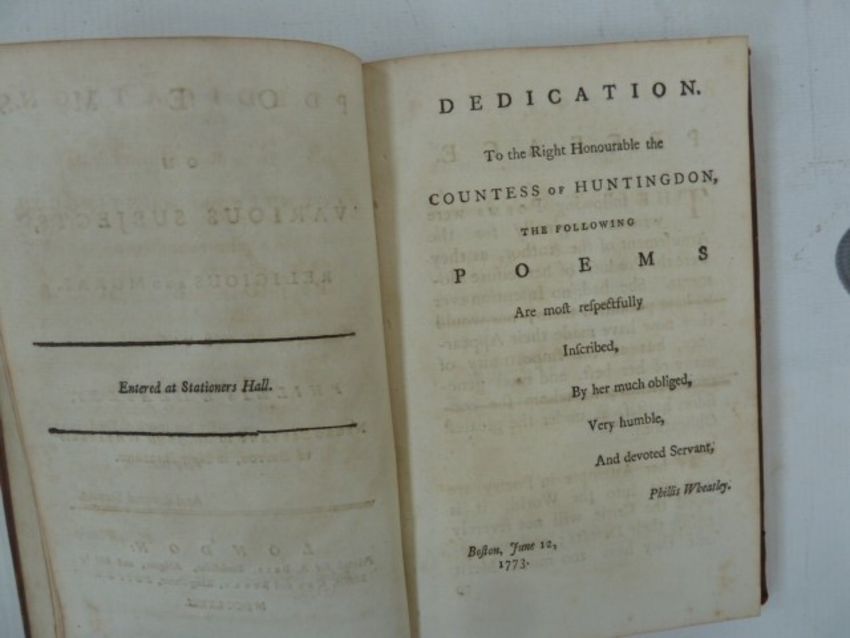 Entered at Stationers Hall.
DEDICATION.
To the Right Honourable the
COUNTESS OF HUNTINGDON,
THE FOLLOWING
POEMS
Are moſt reſpectfully
Inſcribed,
By her much obliged,
Very humble,
And devoted Servant,
Phillis Wheatley.
Boſton, June 12,
1773.